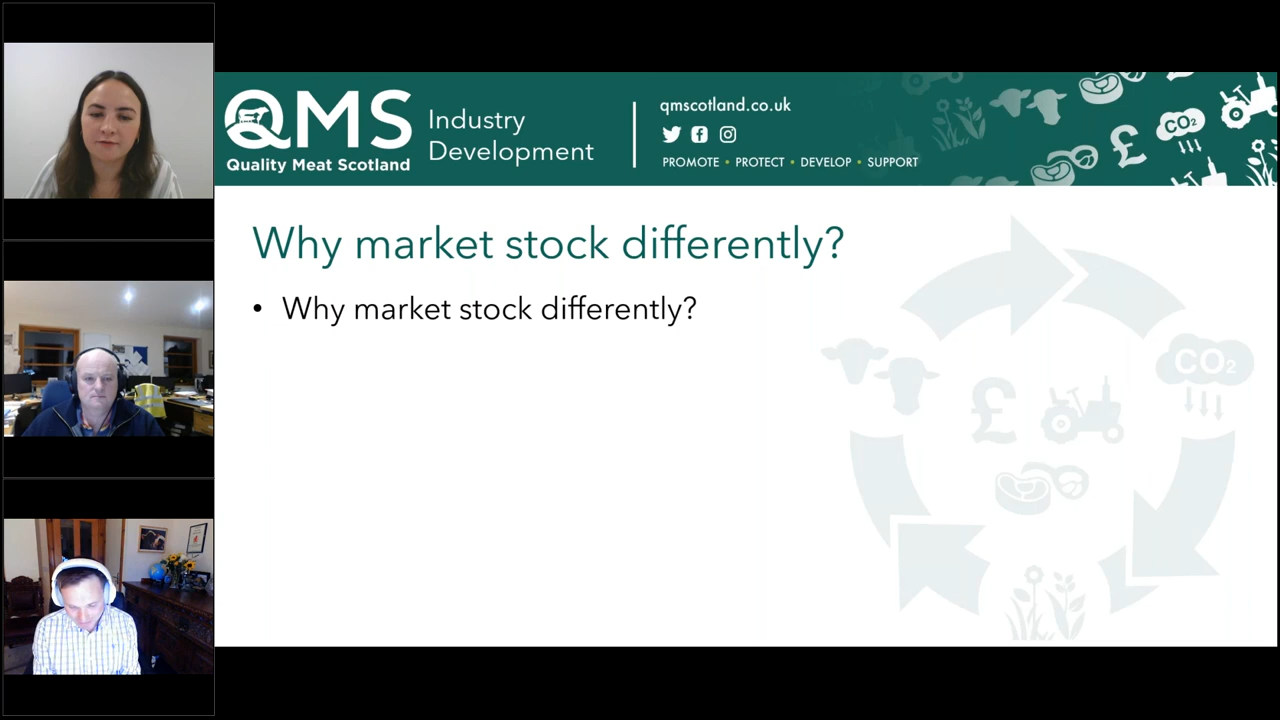 QMS
Quality Meat Scotland
Industry
Development
qmscotland.co.uk
PROMOTE • PROTECT • DEVELOP • SUPPORT
£
CO₂
Why market stock differently?
• Why market stock differently?
CO₂
£